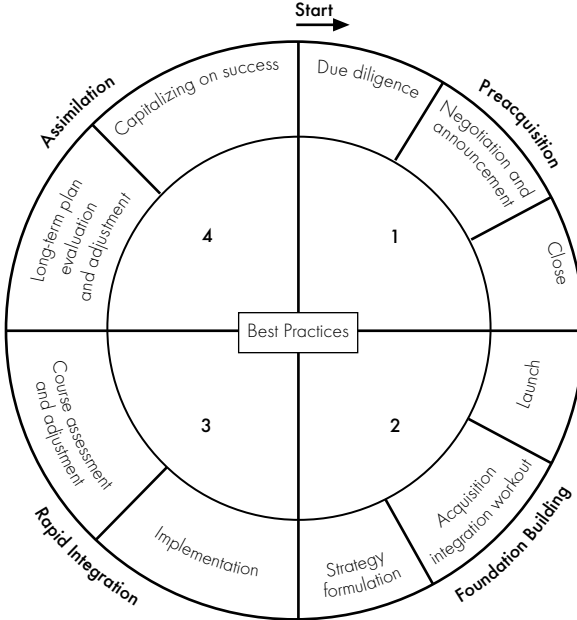 Start
Preacquisition
Due diligence
Negotiation and
announcement
Close
1
Launch
Acquisition
integration workout
Strategy
formulation
Foundation Building
2
Implementation
Course assessment
and adjustment
Rapid Integration
3
Long-term plan
evaluation
and adjustment
Capitalizing on success
Assimilation
4
Best Practices